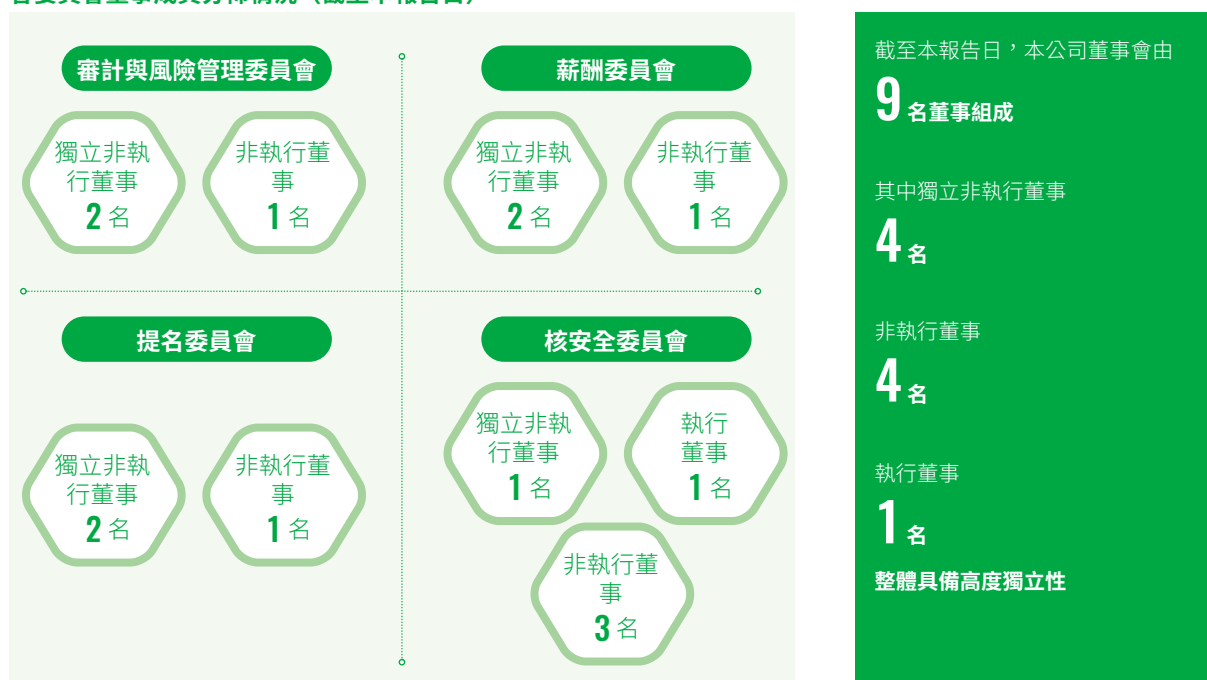 審計與風險管理委員會
獨立非執
行董事
2 名
非執行董
事
1 名
薪酬委員會
獨立非執
行董事
2 名
非執行董
事
1 名
提名委員會
獨立非執
行董事
2 名
非執行董
事
1 名
核安全委員會
獨立非執
行董事
1 名
執行
董事
1 名
非執行董
事
3 名
截至本報告日，本公司董事會由
9 名董事組成
其中獨立非執行董事
4 名
非執行董事
4 名
執行董事
1 名
整體具備高度獨立性